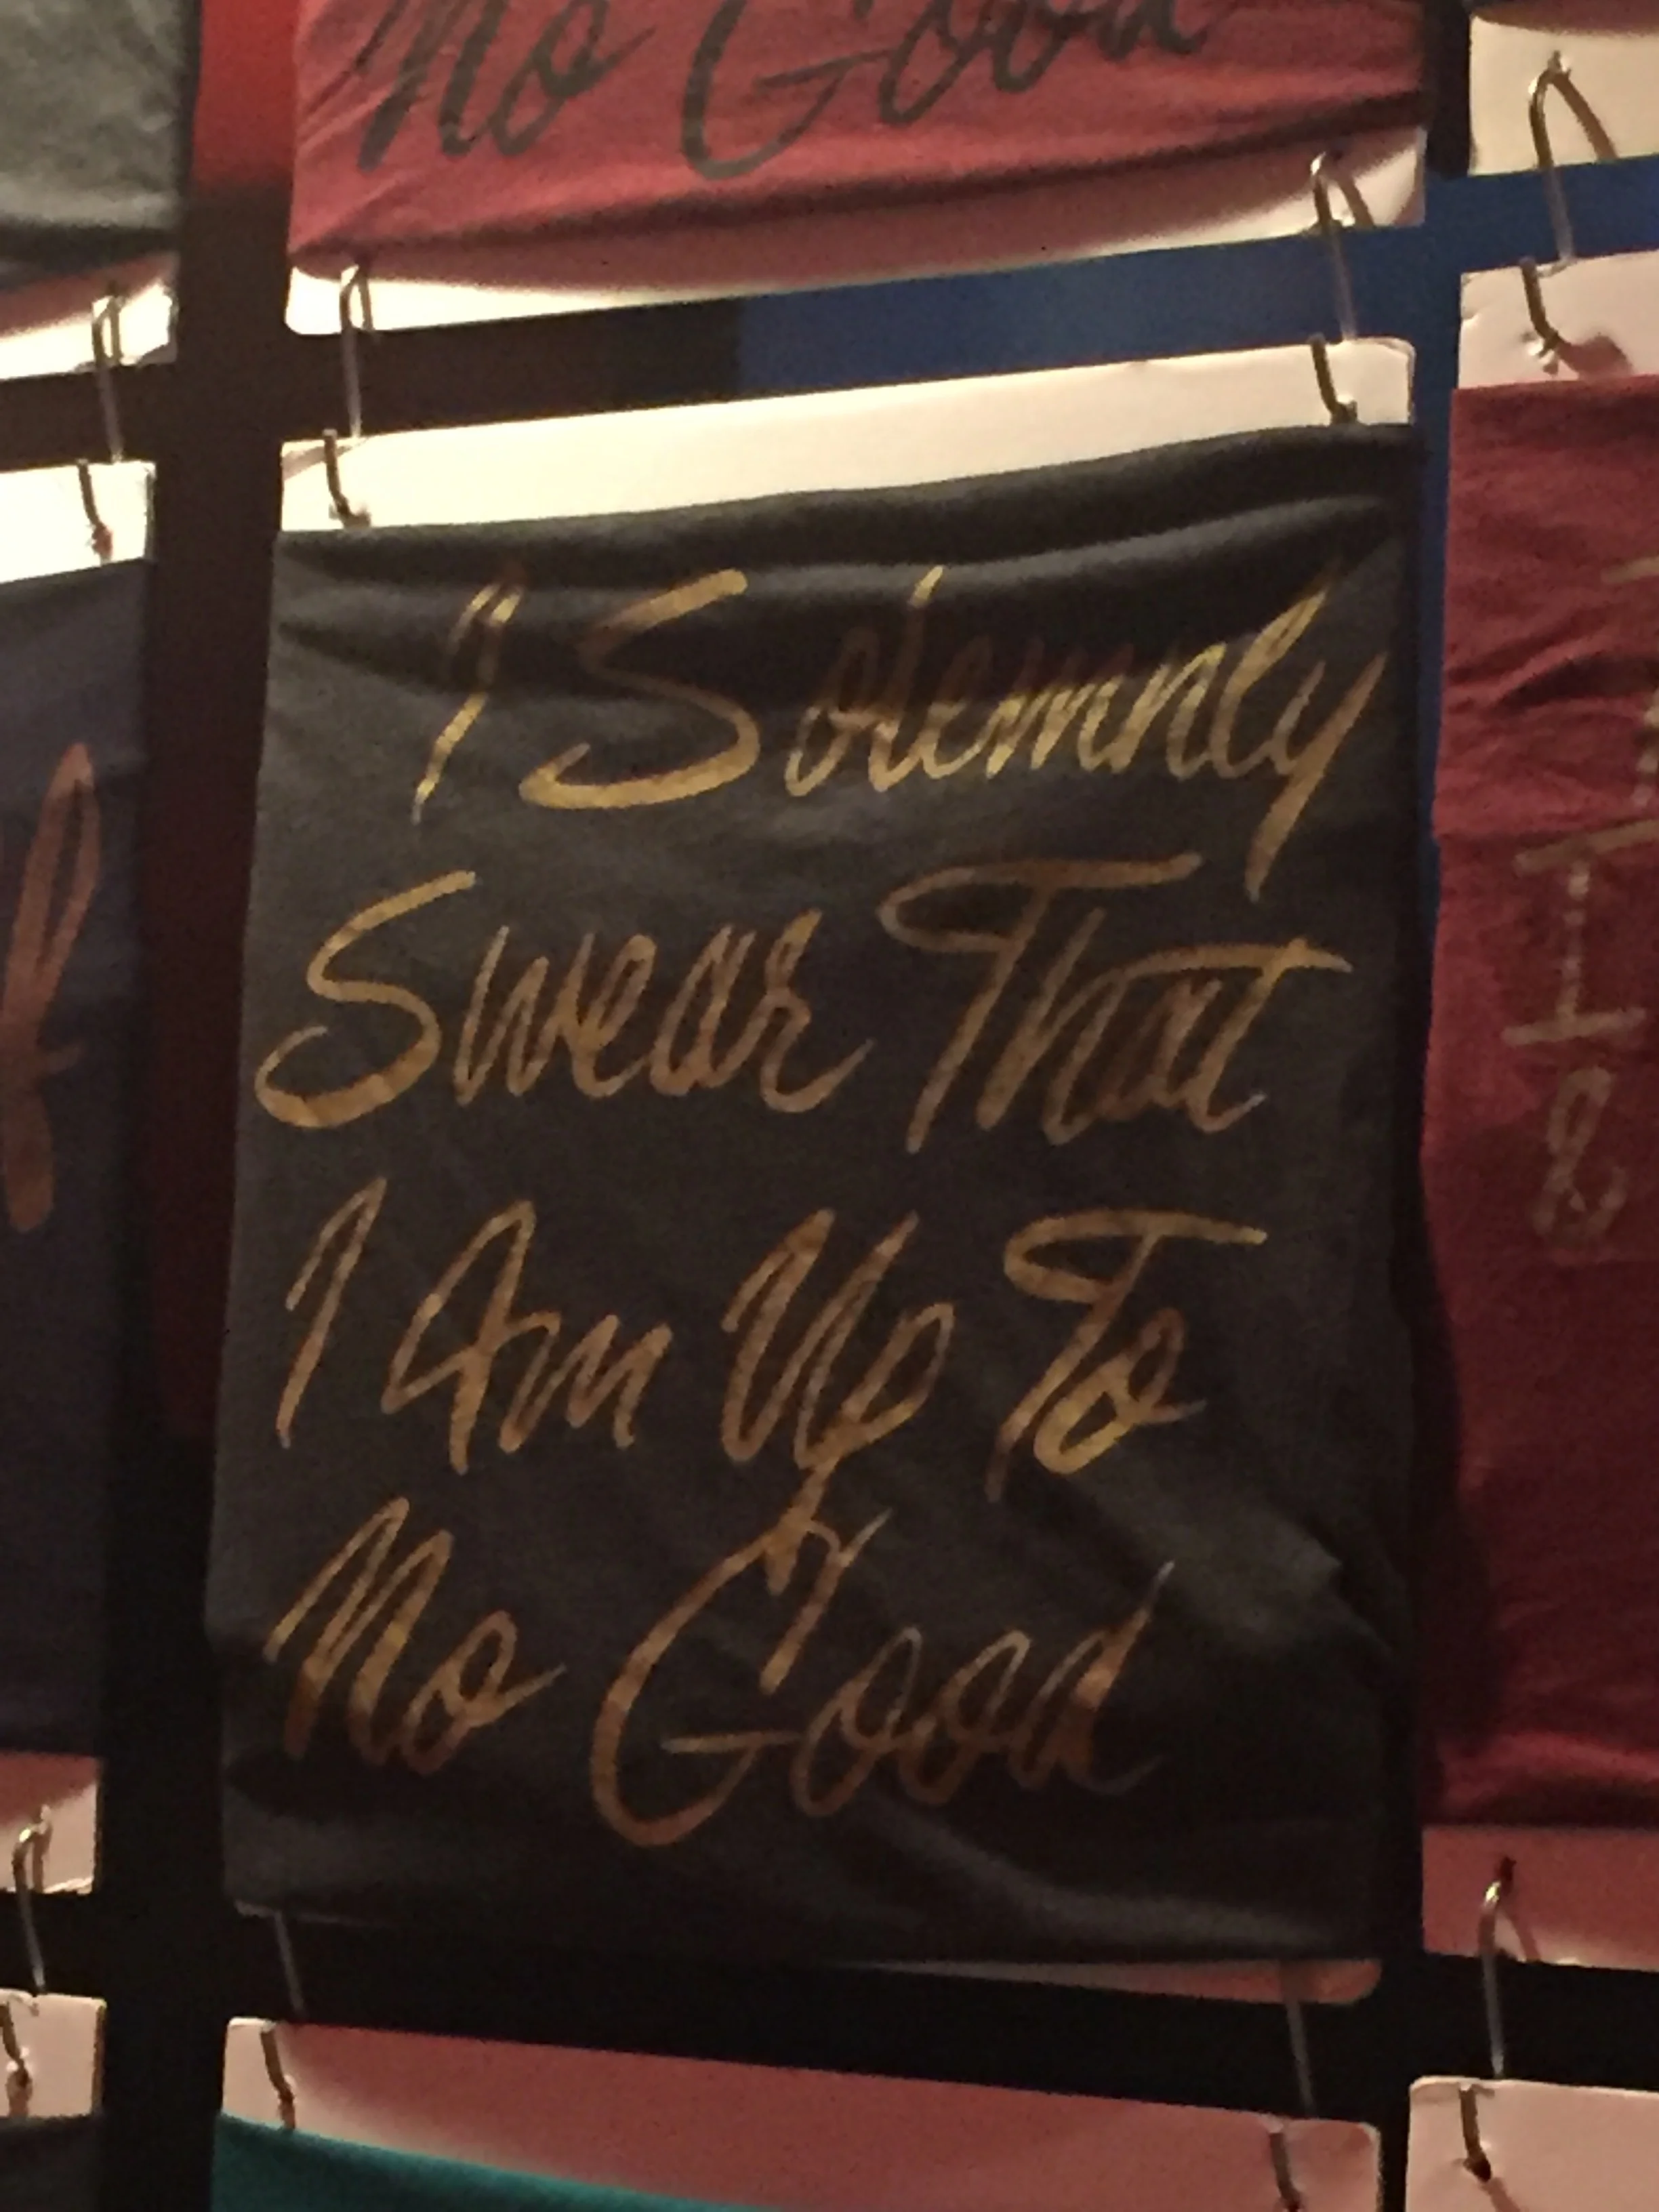 No Good
I Solemnly
Swear That
I Am Up To
No Good